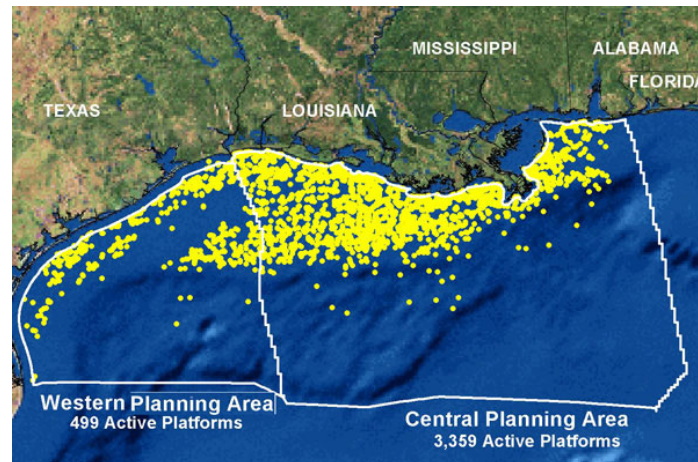 MISSISSIPPI
ALABAMA
FLORIDA
TEXAS
LOUISIANA
Western Planning Area
499 Active Platforms
Central Planning Area
3,359 Active Platforms